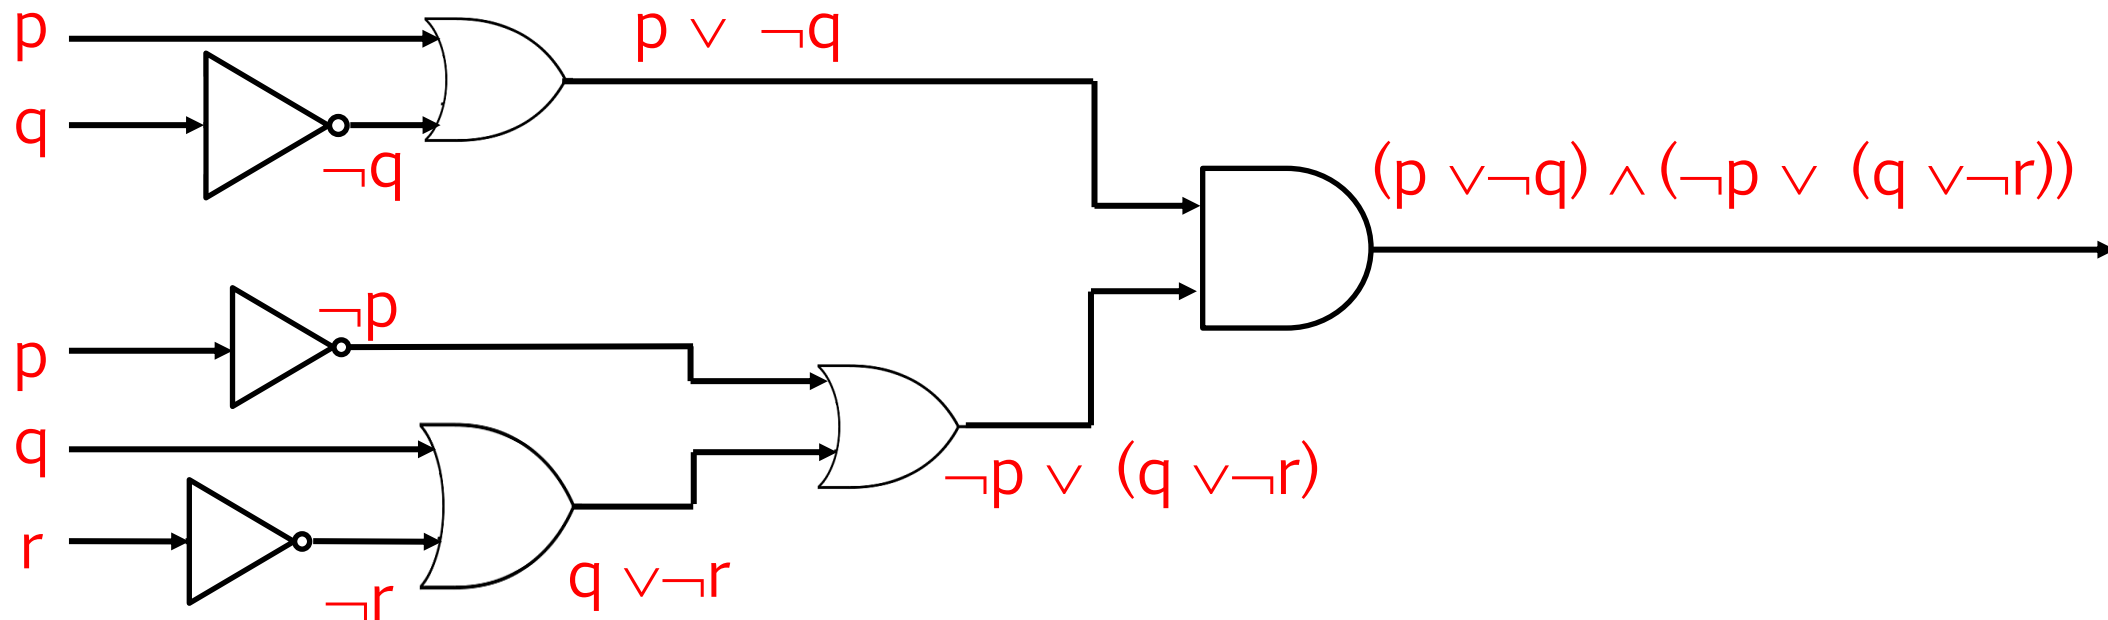 p
p ∨ ¬q
q
¬q
(p ∨¬q) ∧ (¬p ∨ (q ∨¬r))
¬p
p
q
¬p ∨ (q ∨¬r)
r
q ∨¬r
¬r